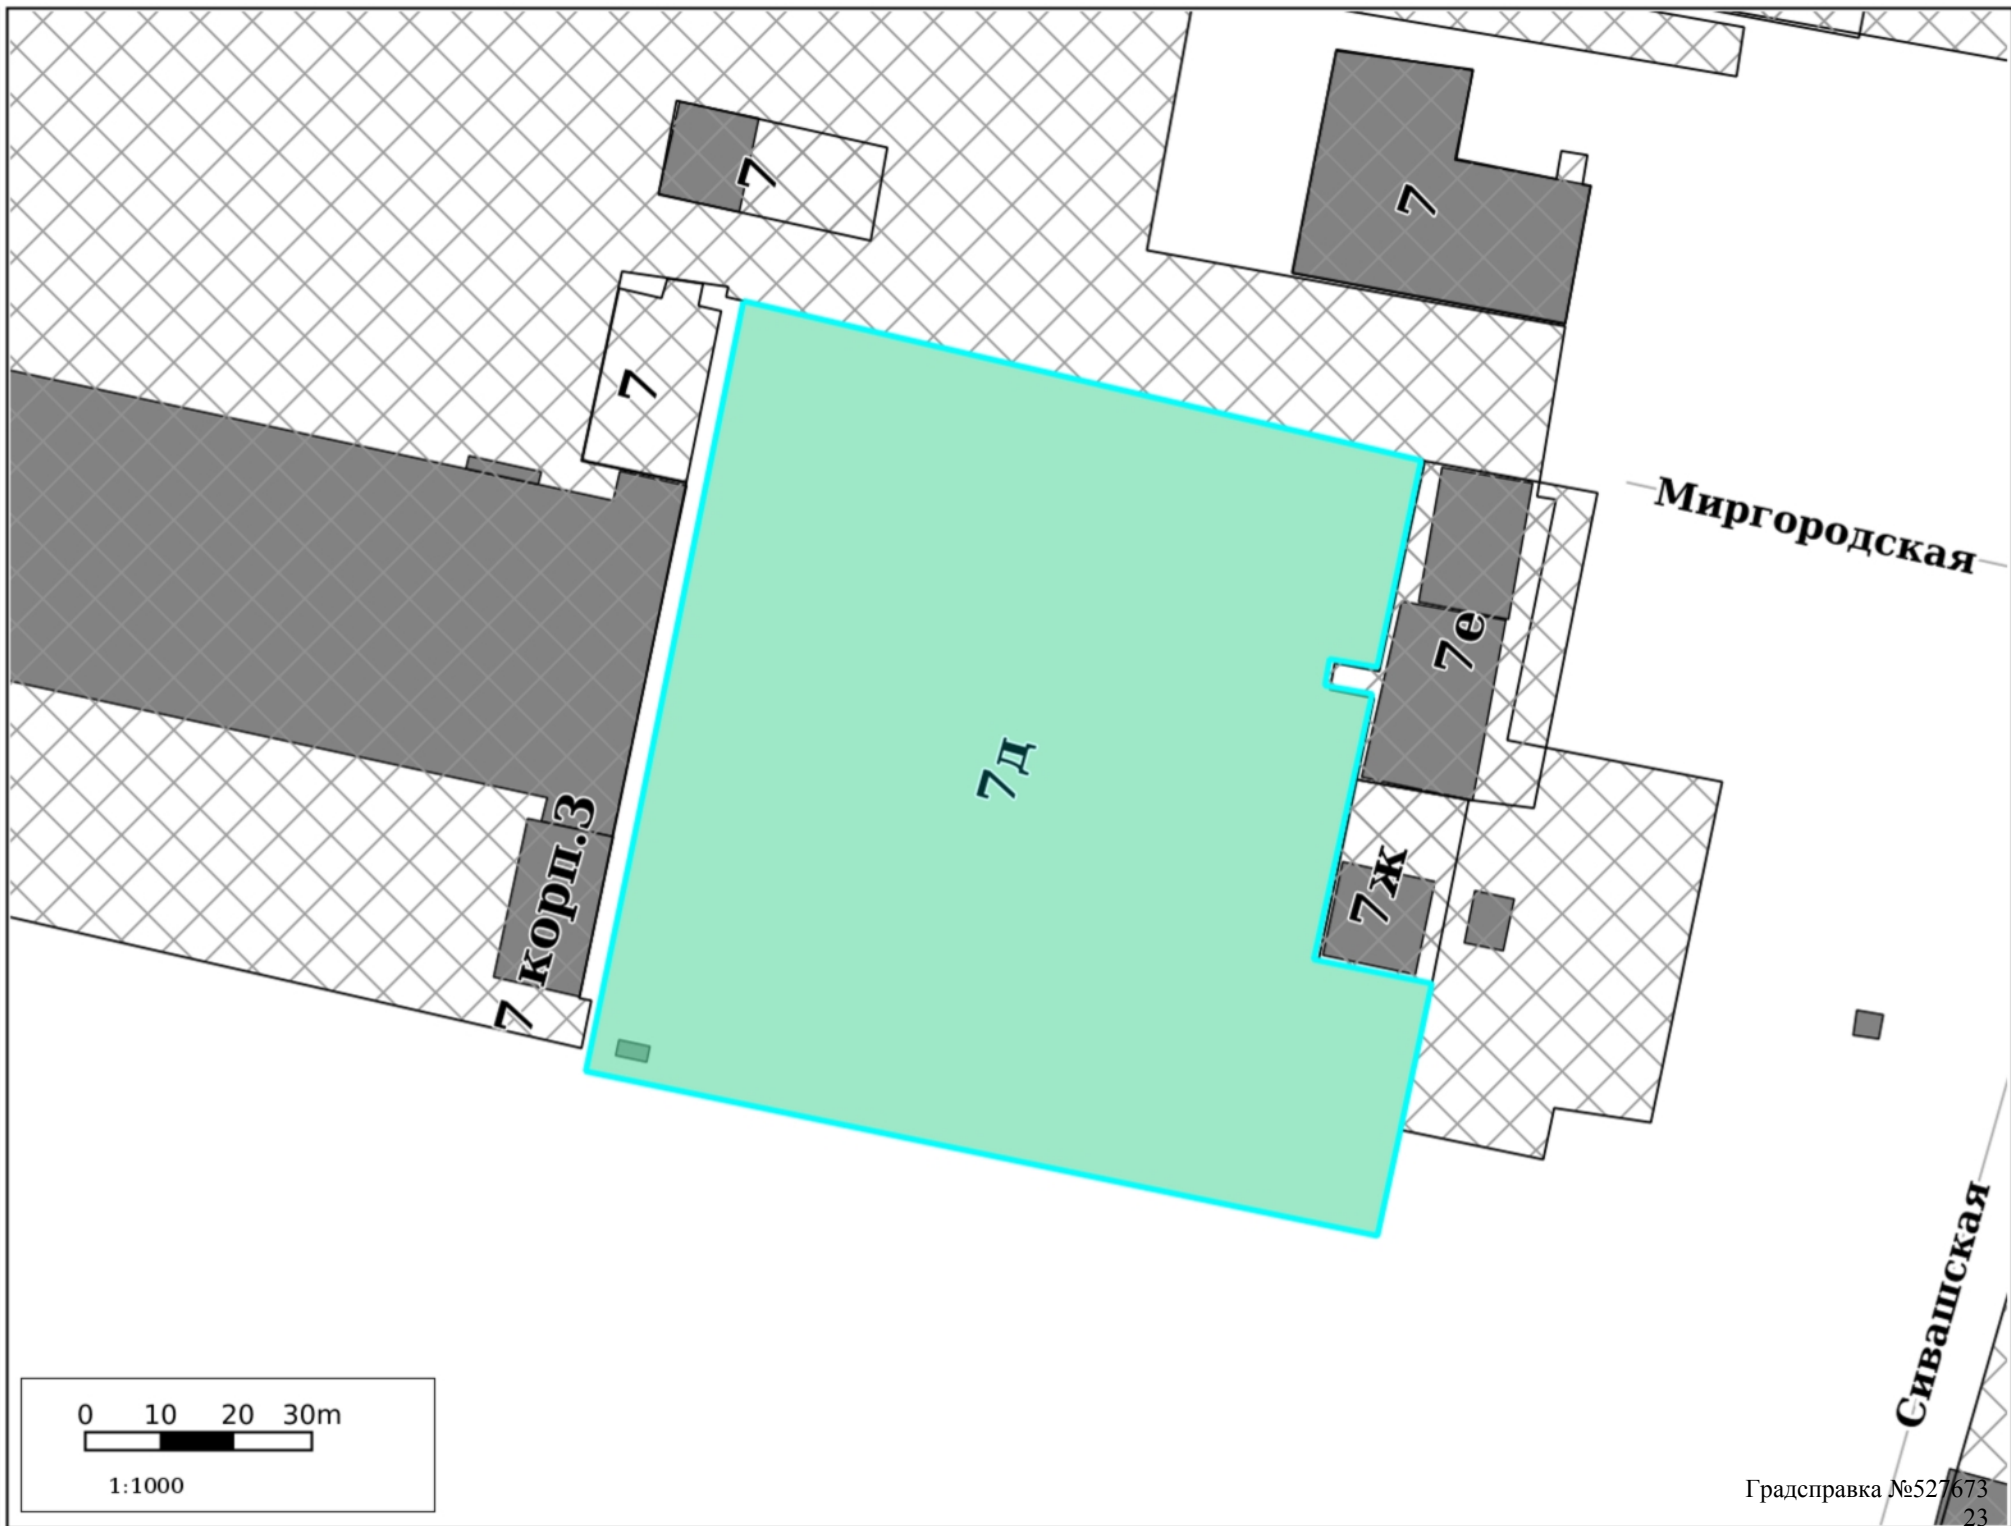 7
7
7
Миргородская
7е
7д
7ж
7 корп.3
Сивашская
0 10 20 30m
1:1000
Градсправка №527673
23